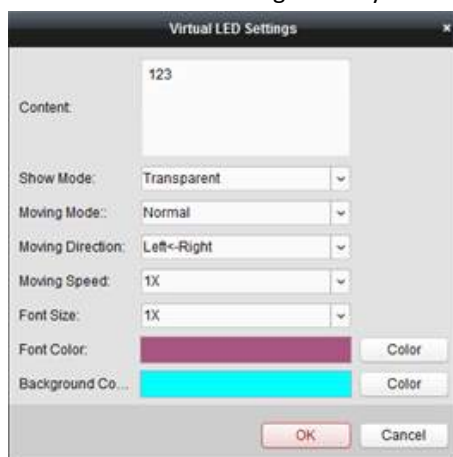 Virtual LED Settings ×
Content: 123
Show Mode: Transparent
Moving Mode:: Normal
Moving Direction: Left<-Right
Moving Speed: 1X
Font Size: 1X
Font Color: Color
Background Co... Color
OK Cancel